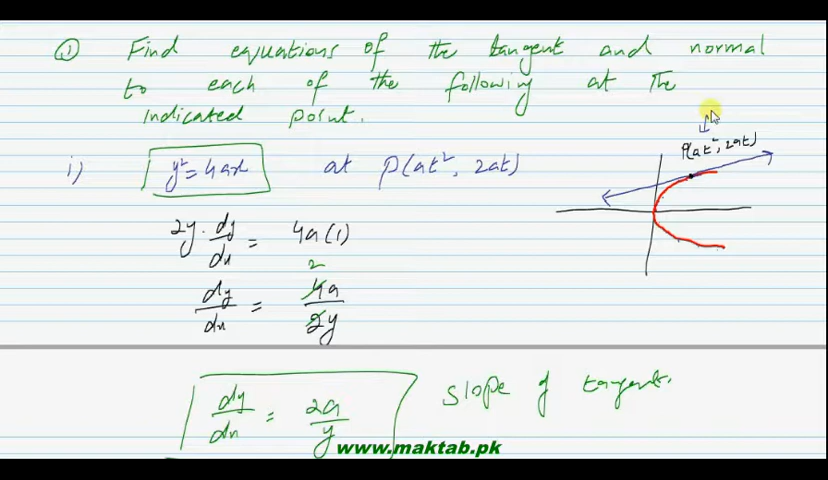 ① Find equations of the tangent and normal
to each of the following at the
indicated point.
P(at², 2at)
i) y² = 4ax at P(at², 2at)
2y · dy/dx = 4a(1)
dy/dx = 4a/2y
2
dy/dx = 2a/y slope of tangent.
www.maktab.pk